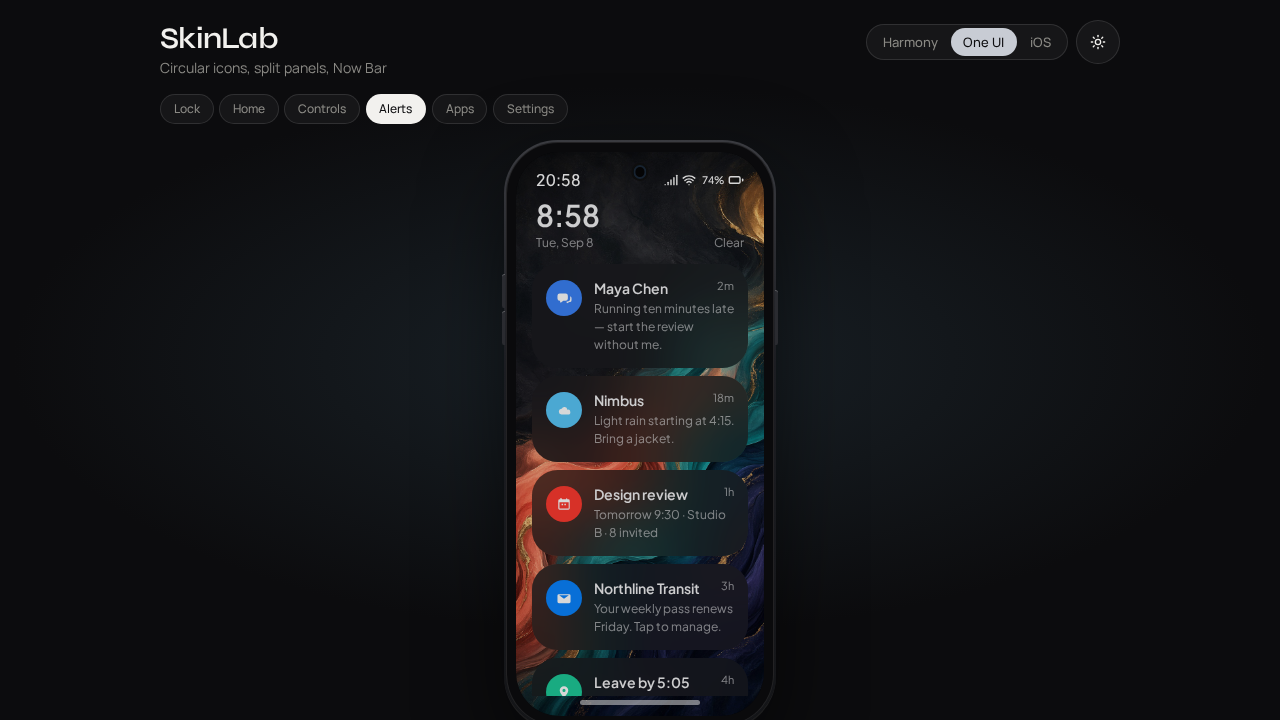 SkinLab
Circular icons, split panels, Now Bar
Harmony One UI iOS
Lock Home Controls Alerts Apps Settings
20:58 74%
8:58
Tue, Sep 8 Clear
Maya Chen 2m
Running ten minutes late
— start the review
without me.
Nimbus 18m
Light rain starting at 4:15.
Bring a jacket.
Design review 1h
Tomorrow 9:30 · Studio
B · 8 invited
Northline Transit 3h
Your weekly pass renews
Friday. Tap to manage.
Leave by 5:05 4h